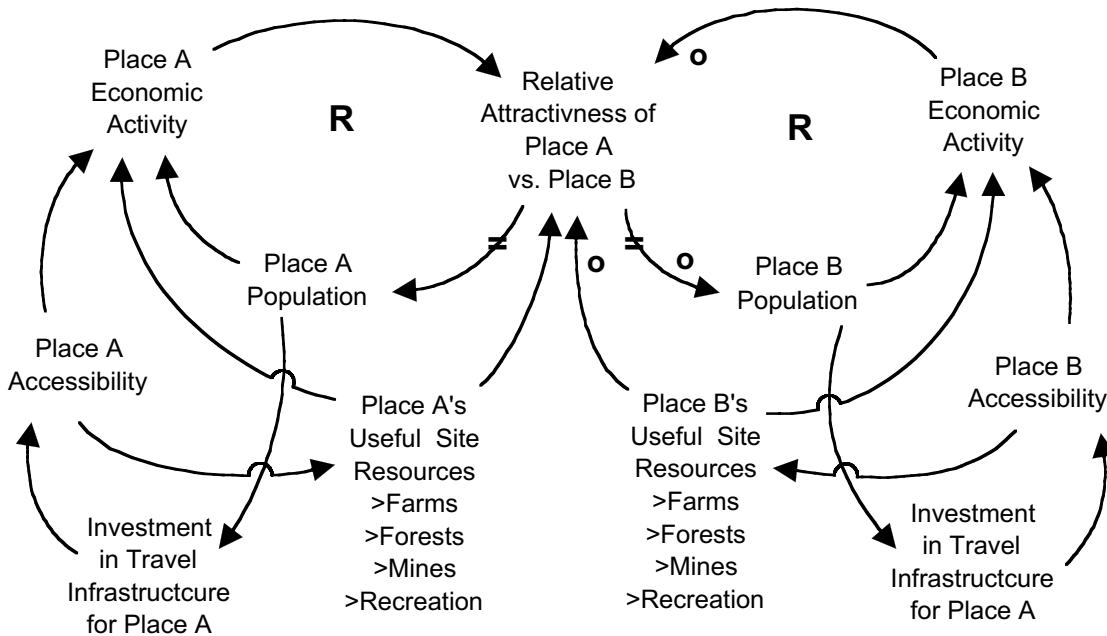 Place A
Economic
Activity
R
Relative
Attractivness of
Place A
vs. Place B
o
R
Place B
Economic
Activity
=
Place A
Population
o
=
o
Place B
Population
Place A
Accessibility
Place B
Accessibility
Place A's
Useful Site
Resources
>Farms
>Forests
>Mines
>Recreation
Place B's
Useful Site
Resources
>Farms
>Forests
>Mines
>Recreation
Investment
in Travel
Infrastructcure
for Place A
Investment
in Travel
Infrastructcure
for Place A